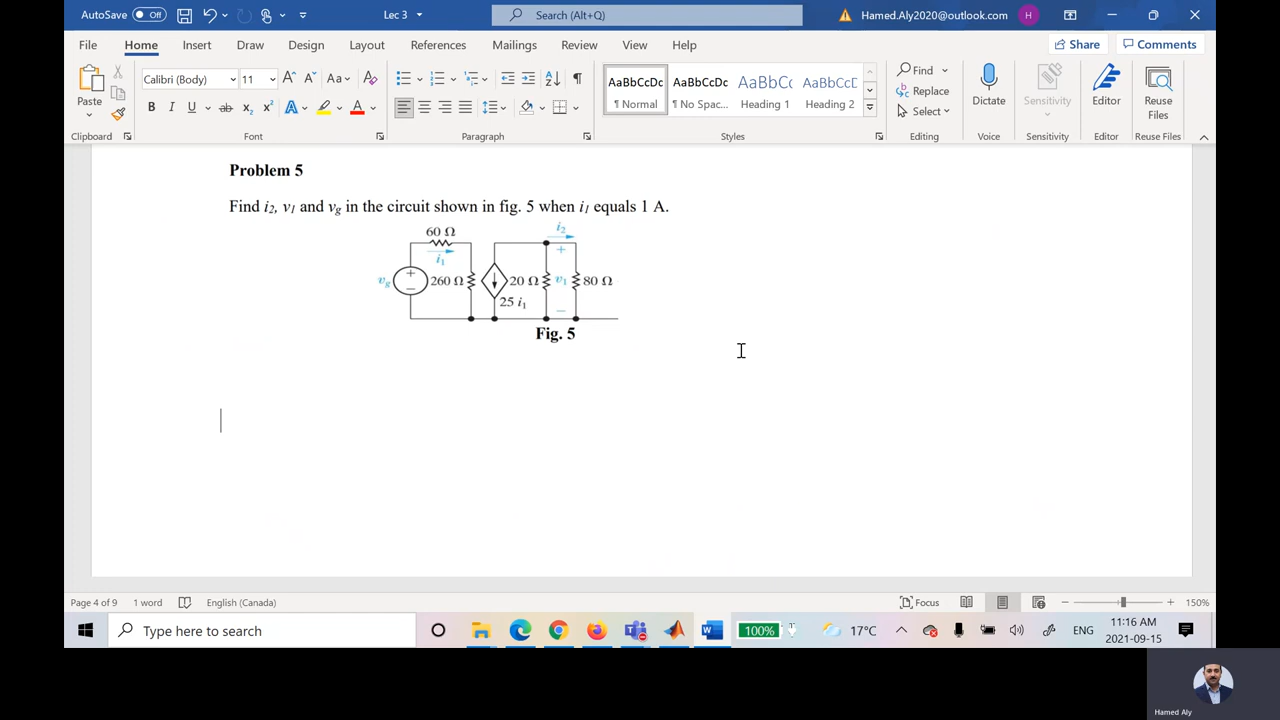 AutoSave Off Lec 3 Search (Alt+Q) Hamed.Aly2020@outlook.com H
File Home Insert Draw Design Layout References Mailings Review View Help Share Comments
Paste Calibri (Body) 11 Aa
B I U ab x2 x2 A A
AaBbCcDc AaBbCcDc AaBbCc AaBbCcE
¶ Normal ¶ No Spac... Heading 1 Heading 2
Find
Replace
Select
Dictate
Sensitivity
Editor
Reuse Files
Clipboard Font Paragraph Styles Editing Voice Sensitivity Editor Reuse Files
Problem 5
Find i2, v1 and vg in the circuit shown in fig. 5 when i1 equals 1 A.
60 Ω i2
i1 +
vg + − 260 Ω 20 Ω v1 80 Ω
25 i1 −
Fig. 5
Page 4 of 9 1 word English (Canada) Focus 150%
Type here to search 100% 17°C ENG 11:16 AM
2021-09-15
Hamed Aly